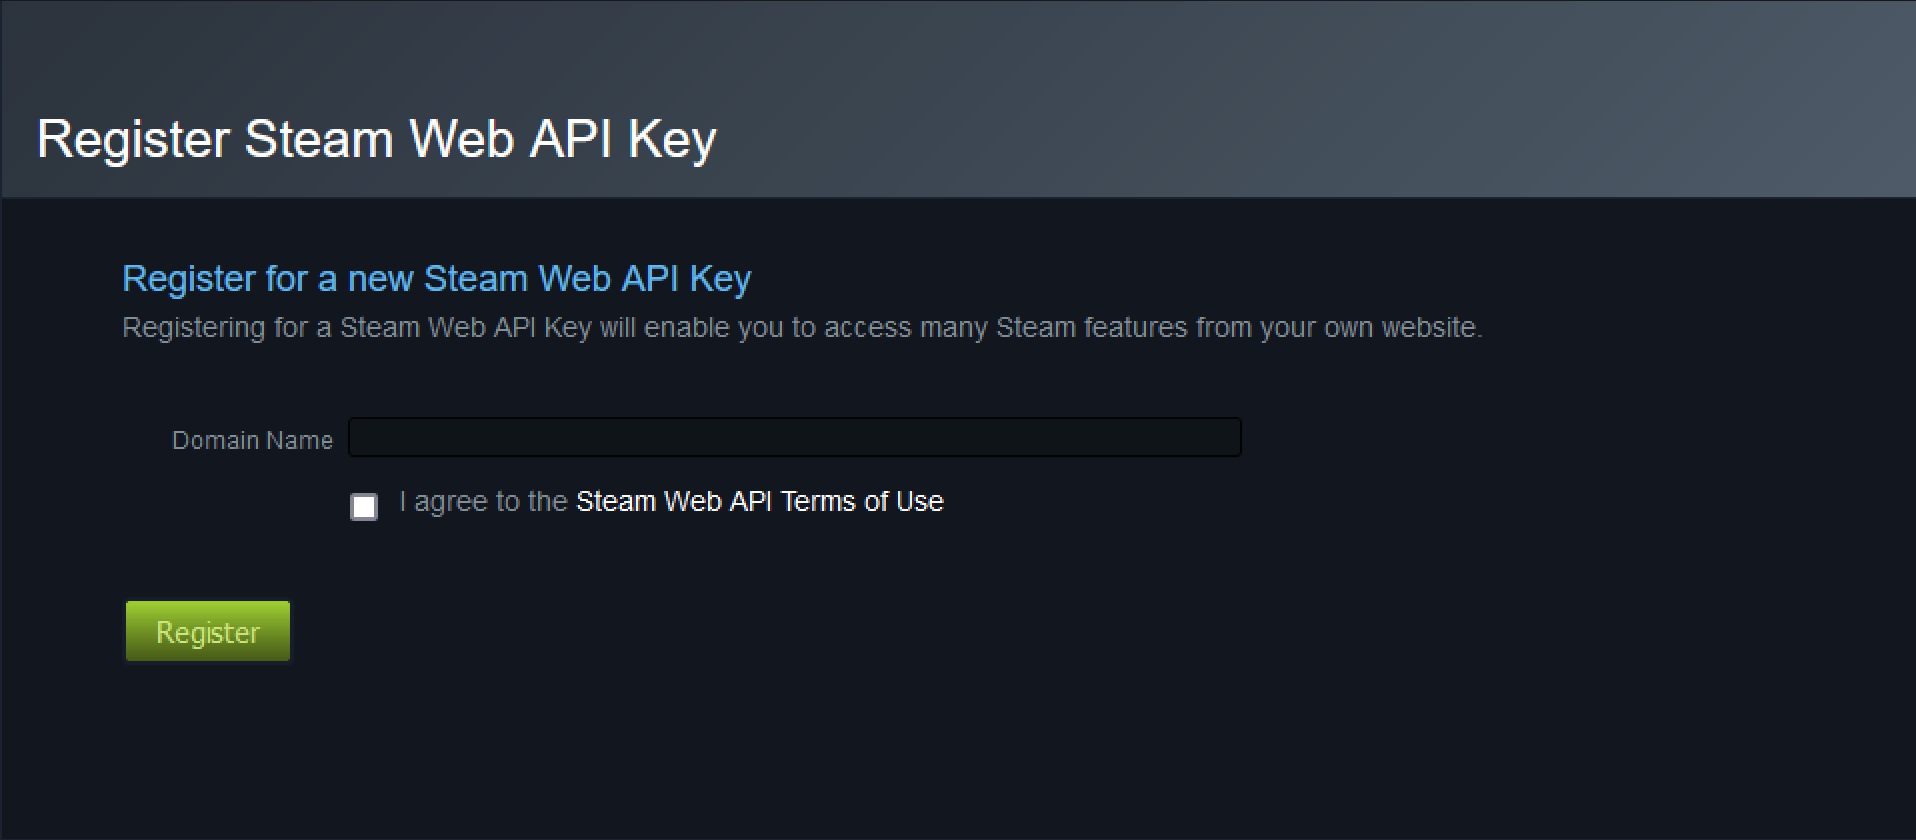 Register Steam Web API Key
Register for a new Steam Web API Key
Registering for a Steam Web API Key will enable you to access many Steam features from your own website.
Domain Name
I agree to the Steam Web API Terms of Use
Register